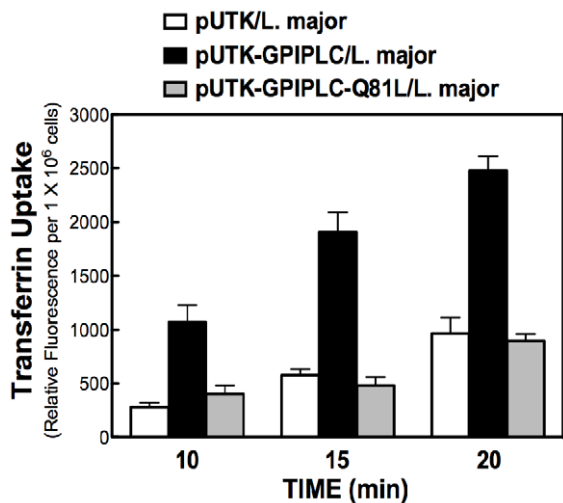 pUTK/L. major
pUTK-GPIPLC/L. major
pUTK-GPIPLC-Q81L/L. major
Transferrin Uptake
(Relative Fluorescence per 1 X 10⁶ cells)
3000
2500
2000
1500
1000
500
0
10 15 20
TIME (min)